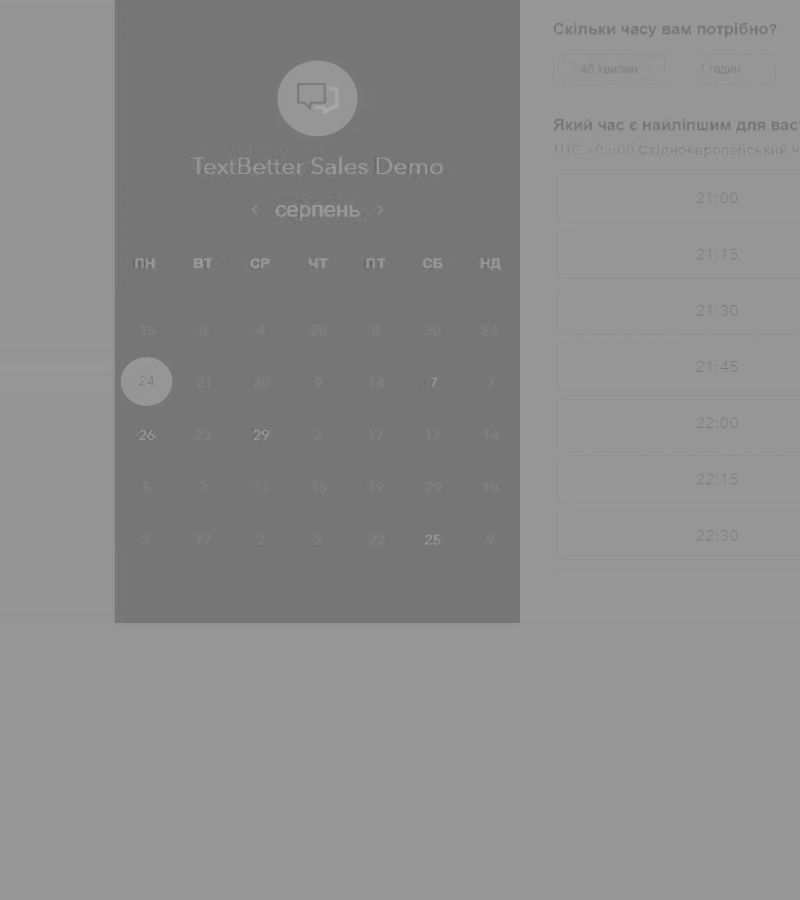 TextBetter Sales Demo
‹ серпень ›
ПН ВТ СР ЧТ ПТ СБ НД
15 8 4 28 8 30 24
24 21 20 9 14 7 7
26 23 29 2 17 17 14
5 3 11 15 19 29 10
2 17 2 2 22 25 9
Скільки часу вам потрібно?
40 хвилин 1 годин
Який час є найліпшим для вас
UTC +03:00 Східноєвропейський ч
21:00
21:15
21:30
21:45
22:00
22:15
22:30